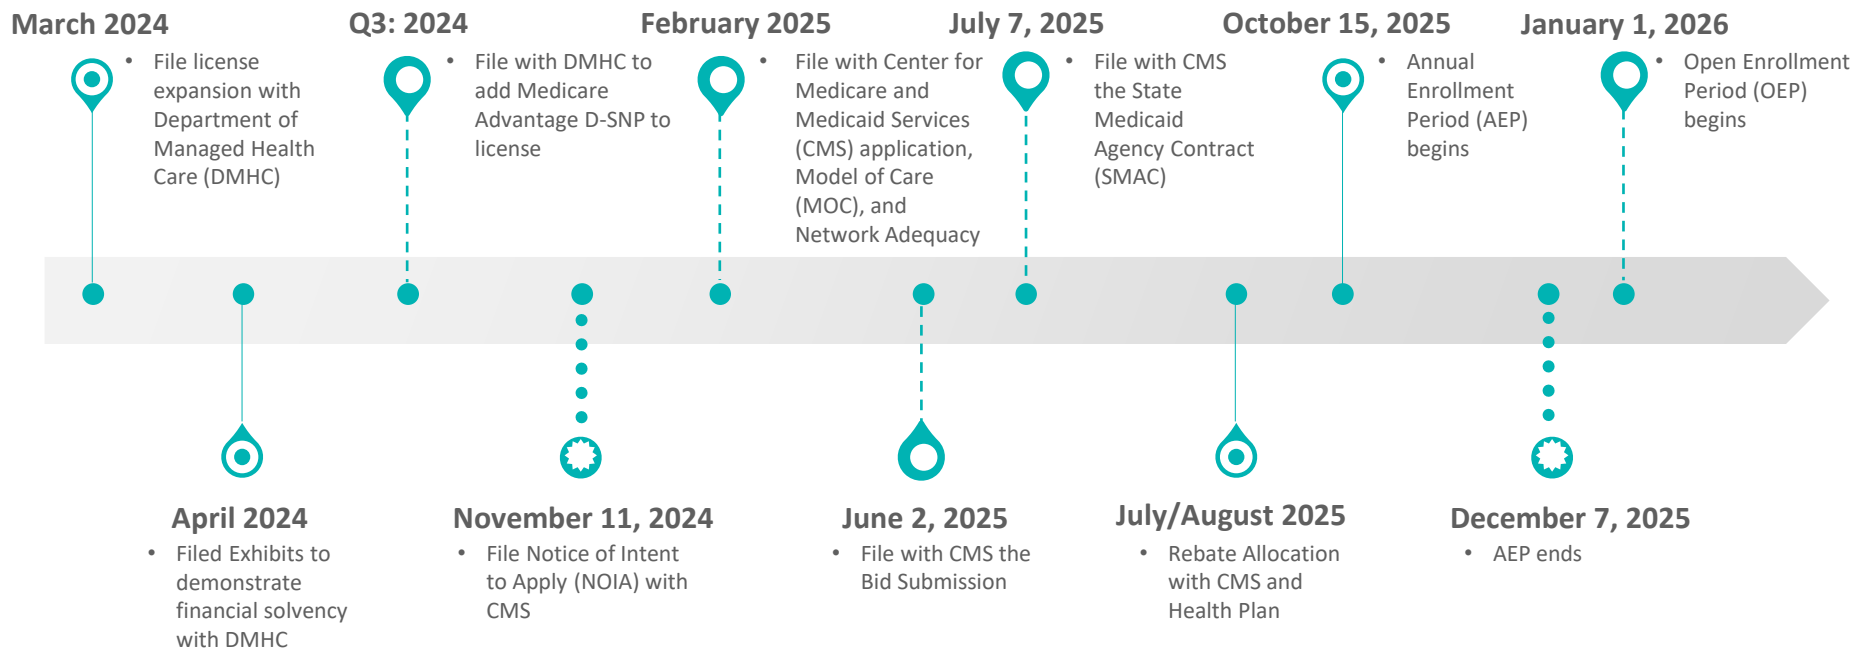 March 2024
• File license
expansion with
Department of
Managed Health
Care (DMHC)
Q3: 2024
• File with DMHC to
add Medicare
Advantage D-SNP to
license
February 2025
• File with Center for
Medicare and
Medicaid Services
(CMS) application,
Model of Care
(MOC), and
Network Adequacy
July 7, 2025
• File with CMS
the State
Medicaid
Agency Contract
(SMAC)
October 15, 2025
• Annual
Enrollment
Period (AEP)
begins
January 1, 2026
• Open Enrollment
Period (OEP)
begins
April 2024
• Filed Exhibits to
demonstrate
financial solvency
with DMHC
November 11, 2024
• File Notice of Intent
to Apply (NOIA) with
CMS
June 2, 2025
• File with CMS the
Bid Submission
July/August 2025
• Rebate Allocation
with CMS and
Health Plan
December 7, 2025
• AEP ends